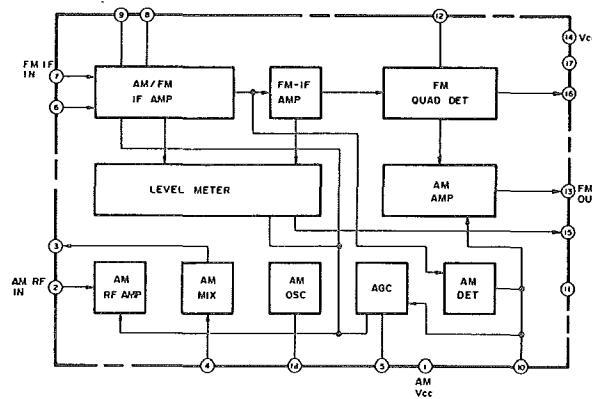 9 8 12
14 Vcc
17
FM IF
IN
7
AM/FM
IF AMP
FM-IF
AMP
FM
QUAD DET
16
6
LEVEL METER
AM
AMP
13 FM
OUT
15
3
AM RF
IN
2
AM
RF AMP
AM
MIX
AM
OSC
AGC
AM
DET
11
4 5 1 10
AM
Vcc